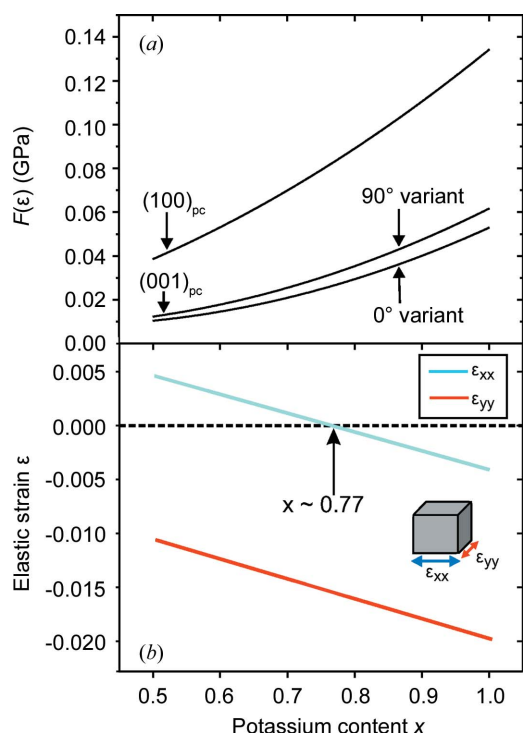 (a)
F(ε) (GPa)
0.14
0.12
0.10
0.08
0.06
0.04
0.02
0.00
(100)pc
(001)pc
90° variant
0° variant
Elastic strain ε
0.005
0.000
-0.005
-0.010
-0.015
-0.020
εxx
εyy
x ~ 0.77
εxx
εyy
(b)
0.5 0.6 0.7 0.8 0.9 1.0
Potassium content x